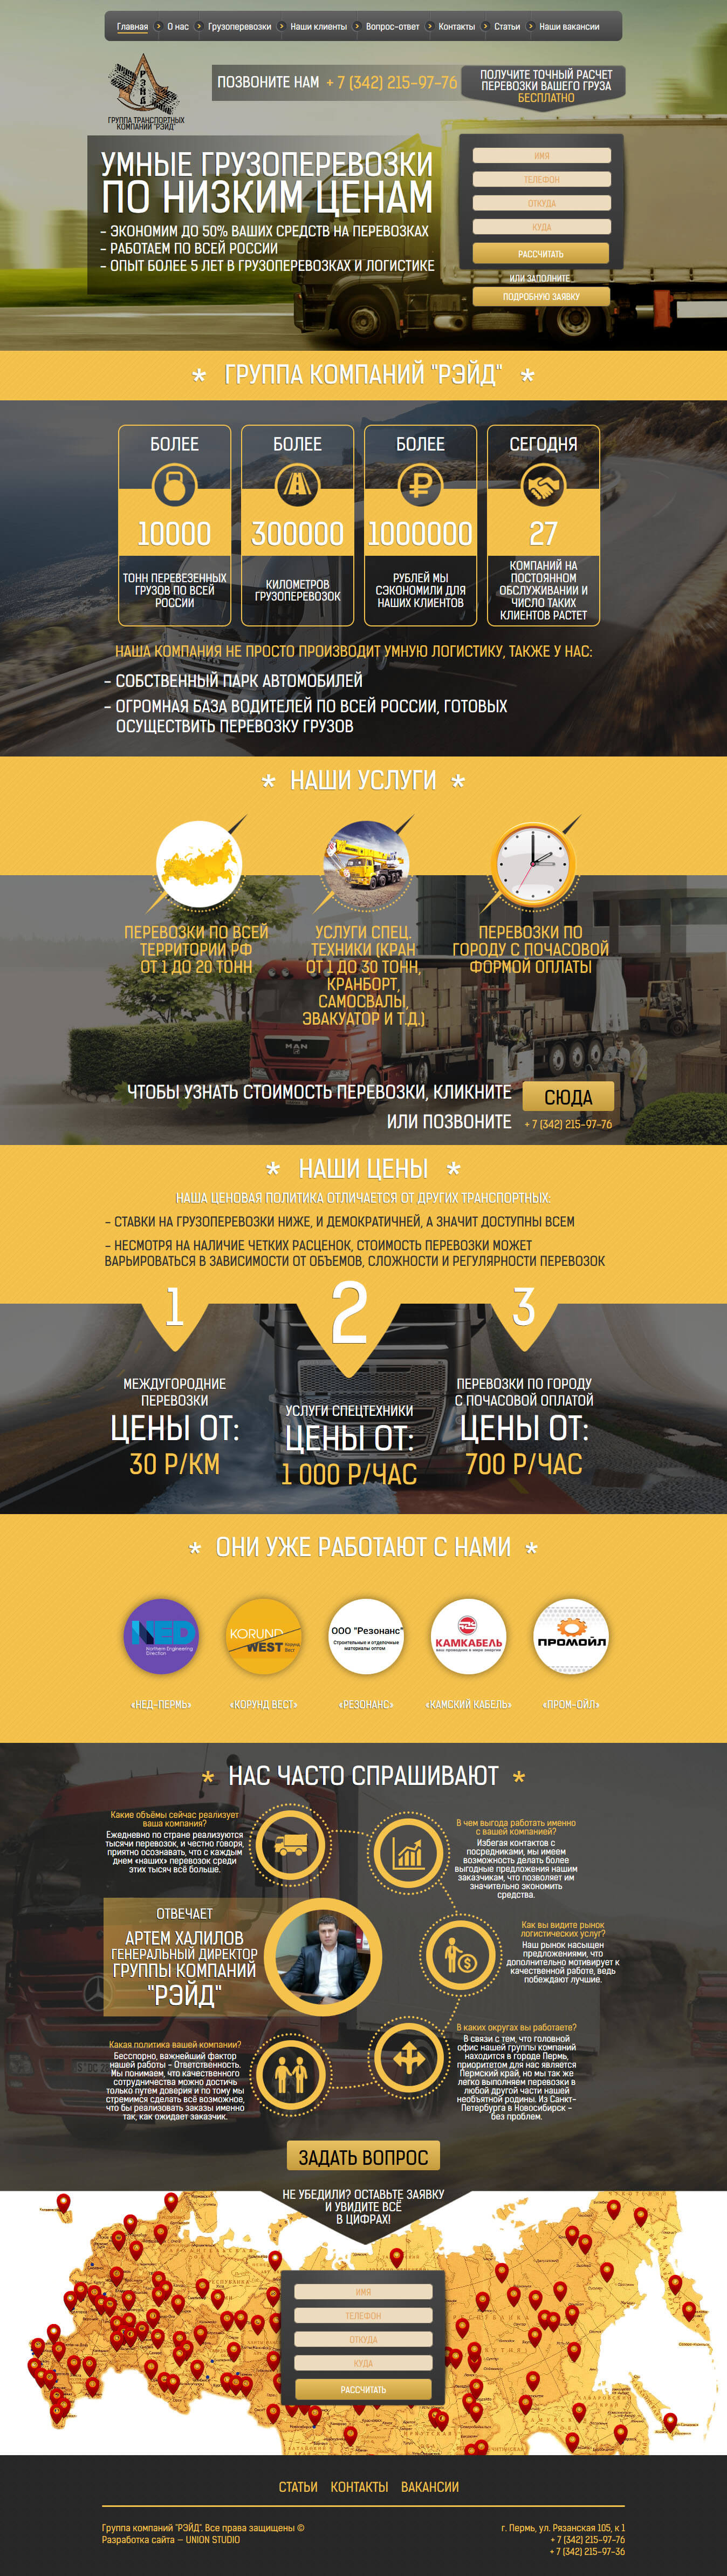 Главная О нас Грузоперевозки Наши клиенты Вопрос-ответ Контакты Статьи Наши вакансии
РЭЙД
ГРУППА ТРАНСПОРТНЫХ
КОМПАНИЙ "РЭЙД"
ПОЗВОНИТЕ НАМ + 7 (342) 215-97-76
ПОЛУЧИТЕ ТОЧНЫЙ РАСЧЕТ
ПЕРЕВОЗКИ ВАШЕГО ГРУЗА
БЕСПЛАТНО
УМНЫЕ ГРУЗОПЕРЕВОЗКИ
ПО НИЗКИМ ЦЕНАМ
- ЭКОНОМИМ ДО 50% ВАШИХ СРЕДСТВ НА ПЕРЕВОЗКАХ
- РАБОТАЕМ ПО ВСЕЙ РОССИИ
- ОПЫТ БОЛЕЕ 5 ЛЕТ В ГРУЗОПЕРЕВОЗКАХ И ЛОГИСТИКЕ
ИМЯ
ТЕЛЕФОН
ОТКУДА
КУДА
РАССЧИТАТЬ
ИЛИ ЗАПОЛНИТЕ
ПОДРОБНУЮ ЗАЯВКУ
* ГРУППА КОМПАНИЙ "РЭЙД" *
БОЛЕЕ
10000
ТОНН ПЕРЕВЕЗЕННЫХ
ГРУЗОВ ПО ВСЕЙ
РОССИИ
БОЛЕЕ
300000
КИЛОМЕТРОВ
ГРУЗОПЕРЕВОЗОК
БОЛЕЕ
1000000
РУБЛЕЙ МЫ
СЭКОНОМИЛИ ДЛЯ
НАШИХ КЛИЕНТОВ
СЕГОДНЯ
27
КОМПАНИЙ НА
ПОСТОЯННОМ
ОБСЛУЖИВАНИИ И
ЧИСЛО ТАКИХ
КЛИЕНТОВ РАСТЕТ
НАША КОМПАНИЯ НЕ ПРОСТО ПРОИЗВОДИТ УМНУЮ ЛОГИСТИКУ, ТАКЖЕ У НАС:
- СОБСТВЕННЫЙ ПАРК АВТОМОБИЛЕЙ
- ОГРОМНАЯ БАЗА ВОДИТЕЛЕЙ ПО ВСЕЙ РОССИИ, ГОТОВЫХ
ОСУЩЕСТВИТЬ ПЕРЕВОЗКУ ГРУЗОВ
* НАШИ УСЛУГИ *
ПЕРЕВОЗКИ ПО ВСЕЙ
ТЕРРИТОРИИ РФ
ОТ 1 ДО 20 ТОНН
УСЛУГИ СПЕЦ.
ТЕХНИКИ (КРАН
ОТ 1 ДО 30 ТОНН,
КРАНБОРТ,
САМОСВАЛЫ,
ЭВАКУАТОР И Т.Д.)
ПЕРЕВОЗКИ ПО
ГОРОДУ С ПОЧАСОВОЙ
ФОРМОЙ ОПЛАТЫ
MAN
ЧТОБЫ УЗНАТЬ СТОИМОСТЬ ПЕРЕВОЗКИ, КЛИКНИТЕ СЮДА
ИЛИ ПОЗВОНИТЕ + 7 (342) 215-97-76
* НАШИ ЦЕНЫ *
НАША ЦЕНОВАЯ ПОЛИТИКА ОТЛИЧАЕТСЯ ОТ ДРУГИХ ТРАНСПОРТНЫХ:
- СТАВКИ НА ГРУЗОПЕРЕВОЗКИ НИЖЕ, И ДЕМОКРАТИЧНЕЙ, А ЗНАЧИТ ДОСТУПНЫ ВСЕМ
- НЕСМОТРЯ НА НАЛИЧИЕ ЧЕТКИХ РАСЦЕНОК, СТОИМОСТЬ ПЕРЕВОЗКИ МОЖЕТ
ВАРЬИРОВАТЬСЯ В ЗАВИСИМОСТИ ОТ ОБЪЕМОВ, СЛОЖНОСТИ И РЕГУЛЯРНОСТИ ПЕРЕВОЗОК
1
МЕЖДУГОРОДНИЕ
ПЕРЕВОЗКИ
ЦЕНЫ ОТ:
30 Р/КМ
2
УСЛУГИ СПЕЦТЕХНИКИ
ЦЕНЫ ОТ:
1 000 Р/ЧАС
3
ПЕРЕВОЗКИ ПО ГОРОДУ
С ПОЧАСОВОЙ ОПЛАТОЙ
ЦЕНЫ ОТ:
700 Р/ЧАС
* ОНИ УЖЕ РАБОТАЮТ С НАМИ *
NED
Northern Engineering
Direction
«НЕД-ПЕРМЬ»
KORUND
WEST Корунд
Вест
«КОРУНД ВЕСТ»
ООО "Резонанс"
Строительные и отделочные
материалы оптом
«РЕЗОНАНС»
КАМКАБЕЛЬ
«КАМСКИЙ КАБЕЛЬ»
ПРОМОЙЛ
«ПРОМ-ОЙЛ»
* НАС ЧАСТО СПРАШИВАЮТ *
Какие объёмы сейчас реализует
ваша компания?
Ежедневно по стране реализуются
тысячи перевозок, и честно говоря,
приятно осознавать, что с каждым
днем «наших» перевозок среди
этих тысяч всё больше.
В чем выгода работать именно
с вашей компанией?
Избегая контактов с
посредниками, мы имеем
возможность делать более
выгодные предложения нашим
заказчикам, что позволяет им
значительно экономить
средства.
ОТВЕЧАЕТ
АРТЕМ ХАЛИЛОВ
ГЕНЕРАЛЬНЫЙ ДИРЕКТОР
ГРУППЫ КОМПАНИЙ
"РЭЙД"
Как вы видите рынок
логистических услуг?
Наш рынок насыщен
предложениями, что
дополнительно мотивирует к
качественной работе, ведь
побеждают лучшие.
Какая политика вашей компании?
Бесспорно, важнейший фактор
нашей работы - Ответственность.
Мы понимаем, что качественного
сотрудничества можно достичь
только путем доверия и по тому мы
стремимся сделать всё возможное,
что бы реализовать заказы именно
так, как ожидает заказчик.
В каких округах вы работаете?
В связи с тем, что головной
офис нашей группы компаний
находится в городе Пермь,
приоритетом для нас является
Пермский край, но мы так же
легко выполняем перевозки в
любой другой части нашей
необъятной родины. Из Санкт-
Петербурга в Новосибирск -
без проблем.
ЗАДАТЬ ВОПРОС
НЕ УБЕДИЛИ? ОСТАВЬТЕ ЗАЯВКУ
И УВИДИТЕ ВСЁ
В ЦИФРАХ!
ИМЯ
ТЕЛЕФОН
ОТКУДА
КУДА
РАССЧИТАТЬ
СТАТЬИ КОНТАКТЫ ВАКАНСИИ
Группа компаний "РЭЙД". Все права защищены ©
Разработка сайта — UNION STUDIO
г. Пермь, ул. Рязанская 105, к 1
+ 7 (342) 215-97-76
+ 7 (342) 215-97-36